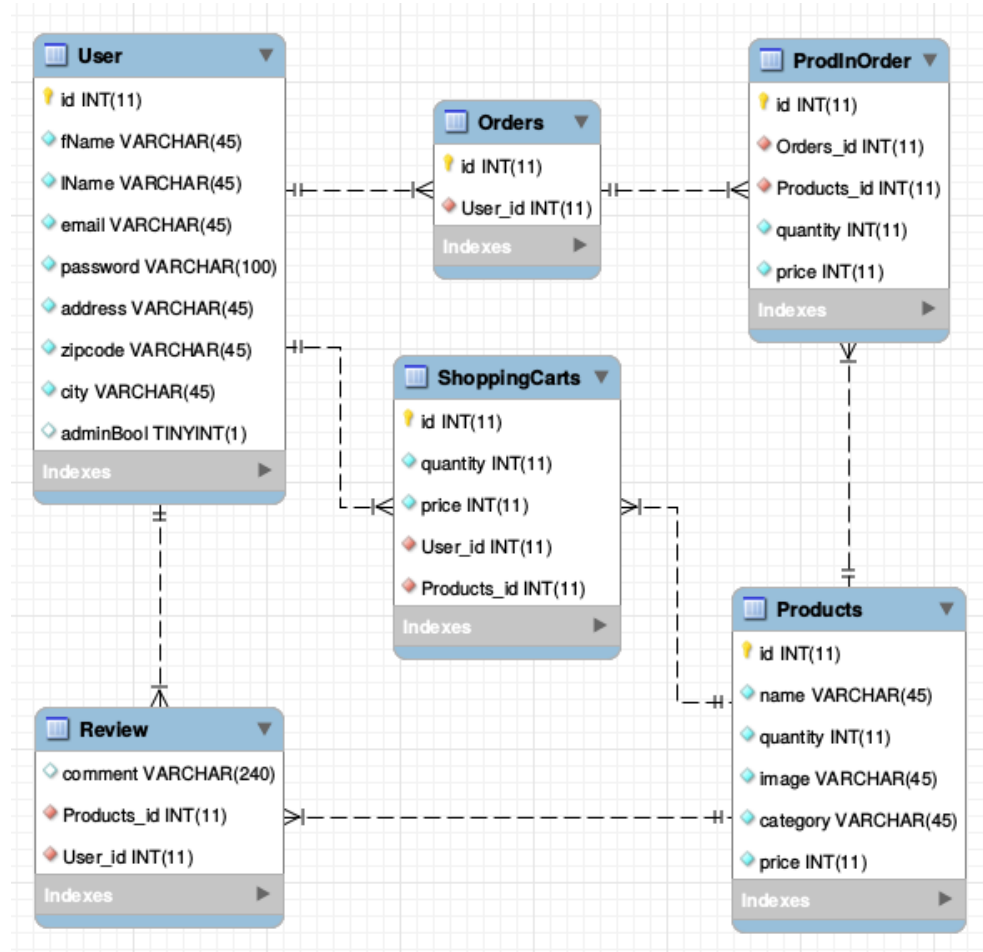 User
id INT(11)
fName VARCHAR(45)
lName VARCHAR(45)
email VARCHAR(45)
password VARCHAR(100)
address VARCHAR(45)
zipcode VARCHAR(45)
city VARCHAR(45)
adminBool TINYINT(1)
Indexes
Orders
id INT(11)
User_id INT(11)
Indexes
ProdInOrder
id INT(11)
Orders_id INT(11)
Products_id INT(11)
quantity INT(11)
price INT(11)
Indexes
ShoppingCarts
id INT(11)
quantity INT(11)
price INT(11)
User_id INT(11)
Products_id INT(11)
Indexes
Products
id INT(11)
name VARCHAR(45)
quantity INT(11)
image VARCHAR(45)
category VARCHAR(45)
price INT(11)
Indexes
Review
comment VARCHAR(240)
Products_id INT(11)
User_id INT(11)
Indexes